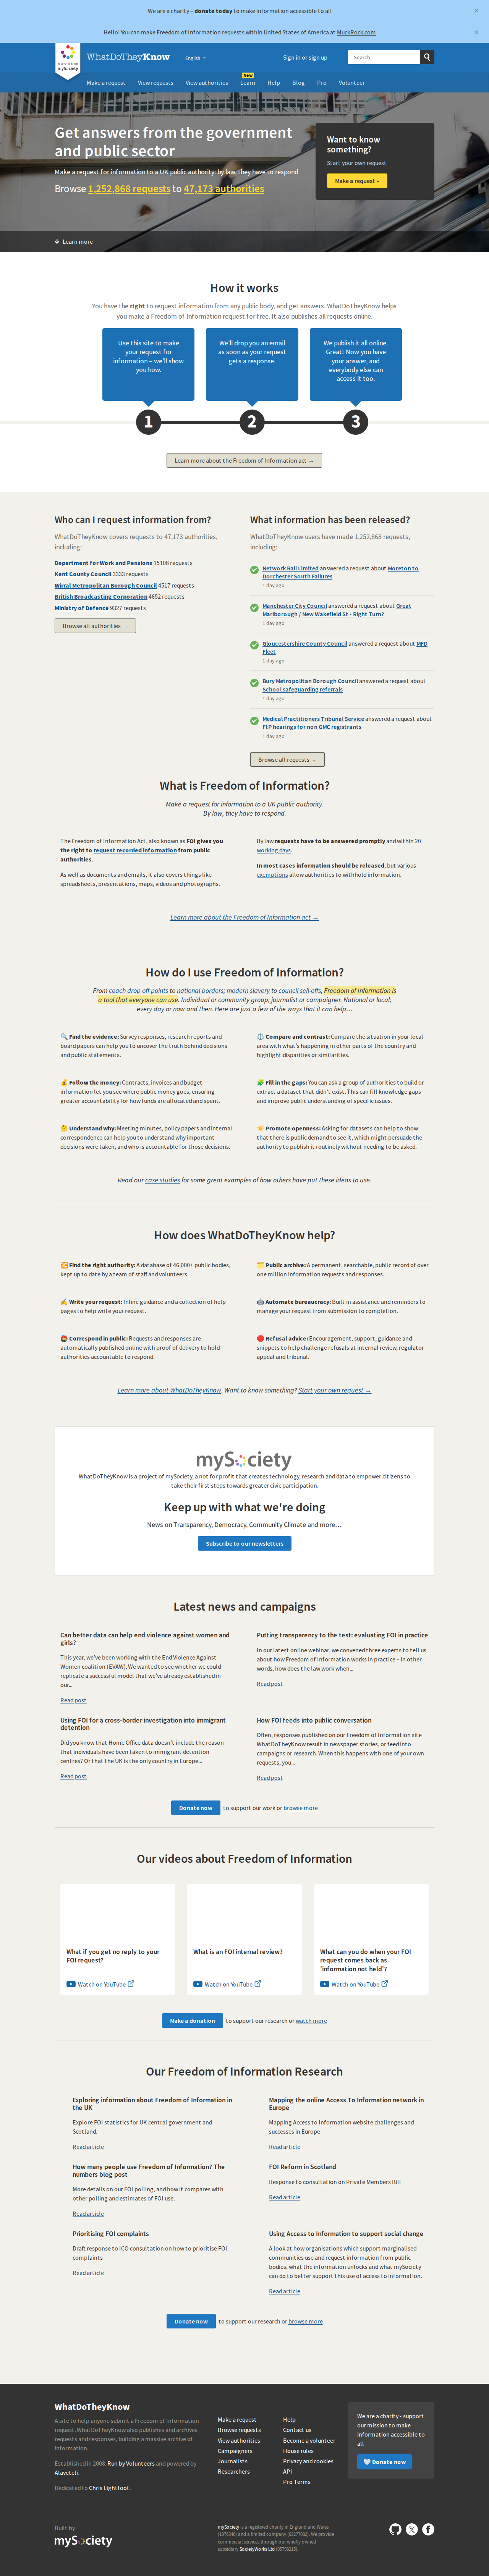 We are a charity – donate today to make information accessible to all
×
Hello! You can make Freedom of Information requests within United States of America at MuckRock.com
×
mySociety
WhatDoTheyKnow
English
Sign in or sign up
Search
New
Make a request
View requests
View authorities
Learn
Help
Blog
Pro
Volunteer
Get answers from the government
and public sector
Make a request for information to a UK public authority: by law, they have to respond
Browse 1,252,868 requests to 47,173 authorities
Want to know
something?
Start your own request
Make a request »
Learn more
How it works
You have the right to request information from any public body, and get answers. WhatDoTheyKnow helps
you make a Freedom of Information request for free. It also publishes all requests online.
Use this site to make
your request for
information – we'll show
you how.
We'll drop you an email
as soon as your request
gets a response.
We publish it all online.
Great! Now you have
your answer, and
everybody else can
access it too.
1
2
3
Learn more about the Freedom of Information act →
Who can I request information from?
WhatDoTheyKnow covers requests to 47,173 authorities,
including:
Department for Work and Pensions 15108 requests
Kent County Council 3333 requests
Wirral Metropolitan Borough Council 4517 requests
British Broadcasting Corporation 4652 requests
Ministry of Defence 9327 requests
Browse all authorities →
What information has been released?
WhatDoTheyKnow users have made 1,252,868 requests,
including:
Network Rail Limited answered a request about Moreton to
Dorchester South Failures
1 day ago
Manchester City Council answered a request about Great
Marlborough / New Wakefield St - Right Turn?
1 day ago
Gloucestershire County Council answered a request about MFD
Fleet
1 day ago
Bury Metropolitan Borough Council answered a request about
School safeguarding referrals
1 day ago
Medical Practitioners Tribunal Service answered a request about
FtP hearings for non GMC registrants
1 day ago
Browse all requests →
What is Freedom of Information?
Make a request for information to a UK public authority.
By law, they have to respond.
The Freedom of Information Act, also known as FOI gives you
the right to request recorded information from public
authorities.
As well as documents and emails, it also covers things like
spreadsheets, presentations, maps, videos and photographs.
By law requests have to be answered promptly and within 20
working days.
In most cases information should be released, but various
exemptions allow authorities to withhold information.
Learn more about the Freedom of Information act →
How do I use Freedom of Information?
From coach drop off points to national borders; modern slavery to council sell-offs, Freedom of Information is
a tool that everyone can use. Individual or community group; journalist or campaigner. National or local;
every day or now and then. Here are just a few of the ways that it can help…
🔍 Find the evidence: Survey responses, research reports and
board papers can help you to uncover the truth behind decisions
and public statements.
⚖️ Compare and contrast: Comparing the situation in your local
area with what's happening in other parts of the country and
highlight disparities or similarities.
💰 Follow the money: Contracts, invoices and budget
information let you see where public money goes, ensuring
greater accountability for how funds are allocated and spent.
🧩 Fill in the gaps: You can ask a group of authorities to build or
extract a dataset that didn't exist. This can fill knowledge gaps
and improve public understanding of specific issues.
🤔 Understand why: Meeting minutes, policy papers and internal
correspondence can help you to understand why important
decisions were taken, and who is accountable for those decisions.
☀️ Promote openness: Asking for datasets can help to show
that there is public demand to see it, which might persuade the
authority to publish it routinely without needing to be asked.
Read our case studies for some great examples of how others have put these ideas to use.
How does WhatDoTheyKnow help?
🔀 Find the right authority: A database of 46,000+ public bodies,
kept up to date by a team of staff and volunteers.
🗂️ Public archive: A permanent, searchable, public record of over
one million information requests and responses.
✍️ Write your request: Inline guidance and a collection of help
pages to help write your request.
🤖 Automate bureaucracy: Built in assistance and reminders to
manage your request from submission to completion.
📯 Correspond in public: Requests and responses are
automatically published online with proof of delivery to hold
authorities accountable to respond.
🛑 Refusal advice: Encouragement, support, guidance and
snippets to help challenge refusals at internal review, regulator
appeal and tribunal.
Learn more about WhatDoTheyKnow. Want to know something? Start your own request →
mySociety
WhatDoTheyKnow is a project of mySociety, a not for profit that creates technology, research and data to empower citizens to
take their first steps towards greater civic participation.
Keep up with what we're doing
News on Transparency, Democracy, Community Climate and more…
Subscribe to our newsletters
Latest news and campaigns
Can better data can help end violence against women and
girls?
This year, we've been working with the End Violence Against
Women coalition (EVAW). We wanted to see whether we could
replicate a successful model that we've already established in
our...
Read post
Putting transparency to the test: evaluating FOI in practice
In our latest online webinar, we convened three experts to tell us
about how Freedom of Information works in practice – in other
words, how does the law work when...
Read post
Using FOI for a cross-border investigation into immigrant
detention
Did you know that Home Office data doesn't include the reason
that individuals have been taken to immigrant detention
centres? Or that the UK is the only country in Europe...
Read post
How FOI feeds into public conversation
Often, responses published on our Freedom of Information site
WhatDoTheyKnow result in newspaper stories, or feed into
campaigns or research. When this happens with one of your own
requests, you...
Read post
Donate now to support our work or browse more
Our videos about Freedom of Information
What if you get no reply to your
FOI request?
Watch on YouTube
What is an FOI internal review?
Watch on YouTube
What can you do when your FOI
request comes back as
'information not held'?
Watch on YouTube
Make a donation to support our research or watch more
Our Freedom of Information Research
Exploring information about Freedom of Information in
the UK
Explore FOI statistics for UK central government and
Scotland.
Read article
Mapping the online Access To Information network in
Europe
Mapping Access to Information website challenges and
successes in Europe
Read article
How many people use Freedom of Information? The
numbers blog post
More details on our FOI polling, and how it compares with
other polling and estimates of FOI use.
Read article
FOI Reform in Scotland
Response to consultation on Private Members Bill
Read article
Prioritising FOI complaints
Draft response to ICO consultation on how to prioritise FOI
complaints
Read article
Using Access to Information to support social change
A look at how organisations which support marginalised
communities use and request information from public
bodies, what the information unlocks and what mySociety
can do to better support this use of access to information.
Read article
Donate now to support our research or browse more
WhatDoTheyKnow
A site to help anyone submit a Freedom of Information
request. WhatDoTheyKnow also publishes and archives
requests and responses, building a massive archive of
information.
Established in 2008. Run by Volunteers and powered by
Alaveteli.
Dedicated to Chris Lightfoot.
Make a request
Browse requests
View authorities
Campaigners
Journalists
Researchers
Help
Contact us
Become a volunteer
House rules
Privacy and cookies
API
Pro Terms
We are a charity - support
our mission to make
information accessible to
all
🤍 Donate now
Built by
mySociety
mySociety is a registered charity in England and Wales
(1076346) and a limited company (03277032). We provide
commercial services through our wholly owned
subsidiary SocietyWorks Ltd (05798215).